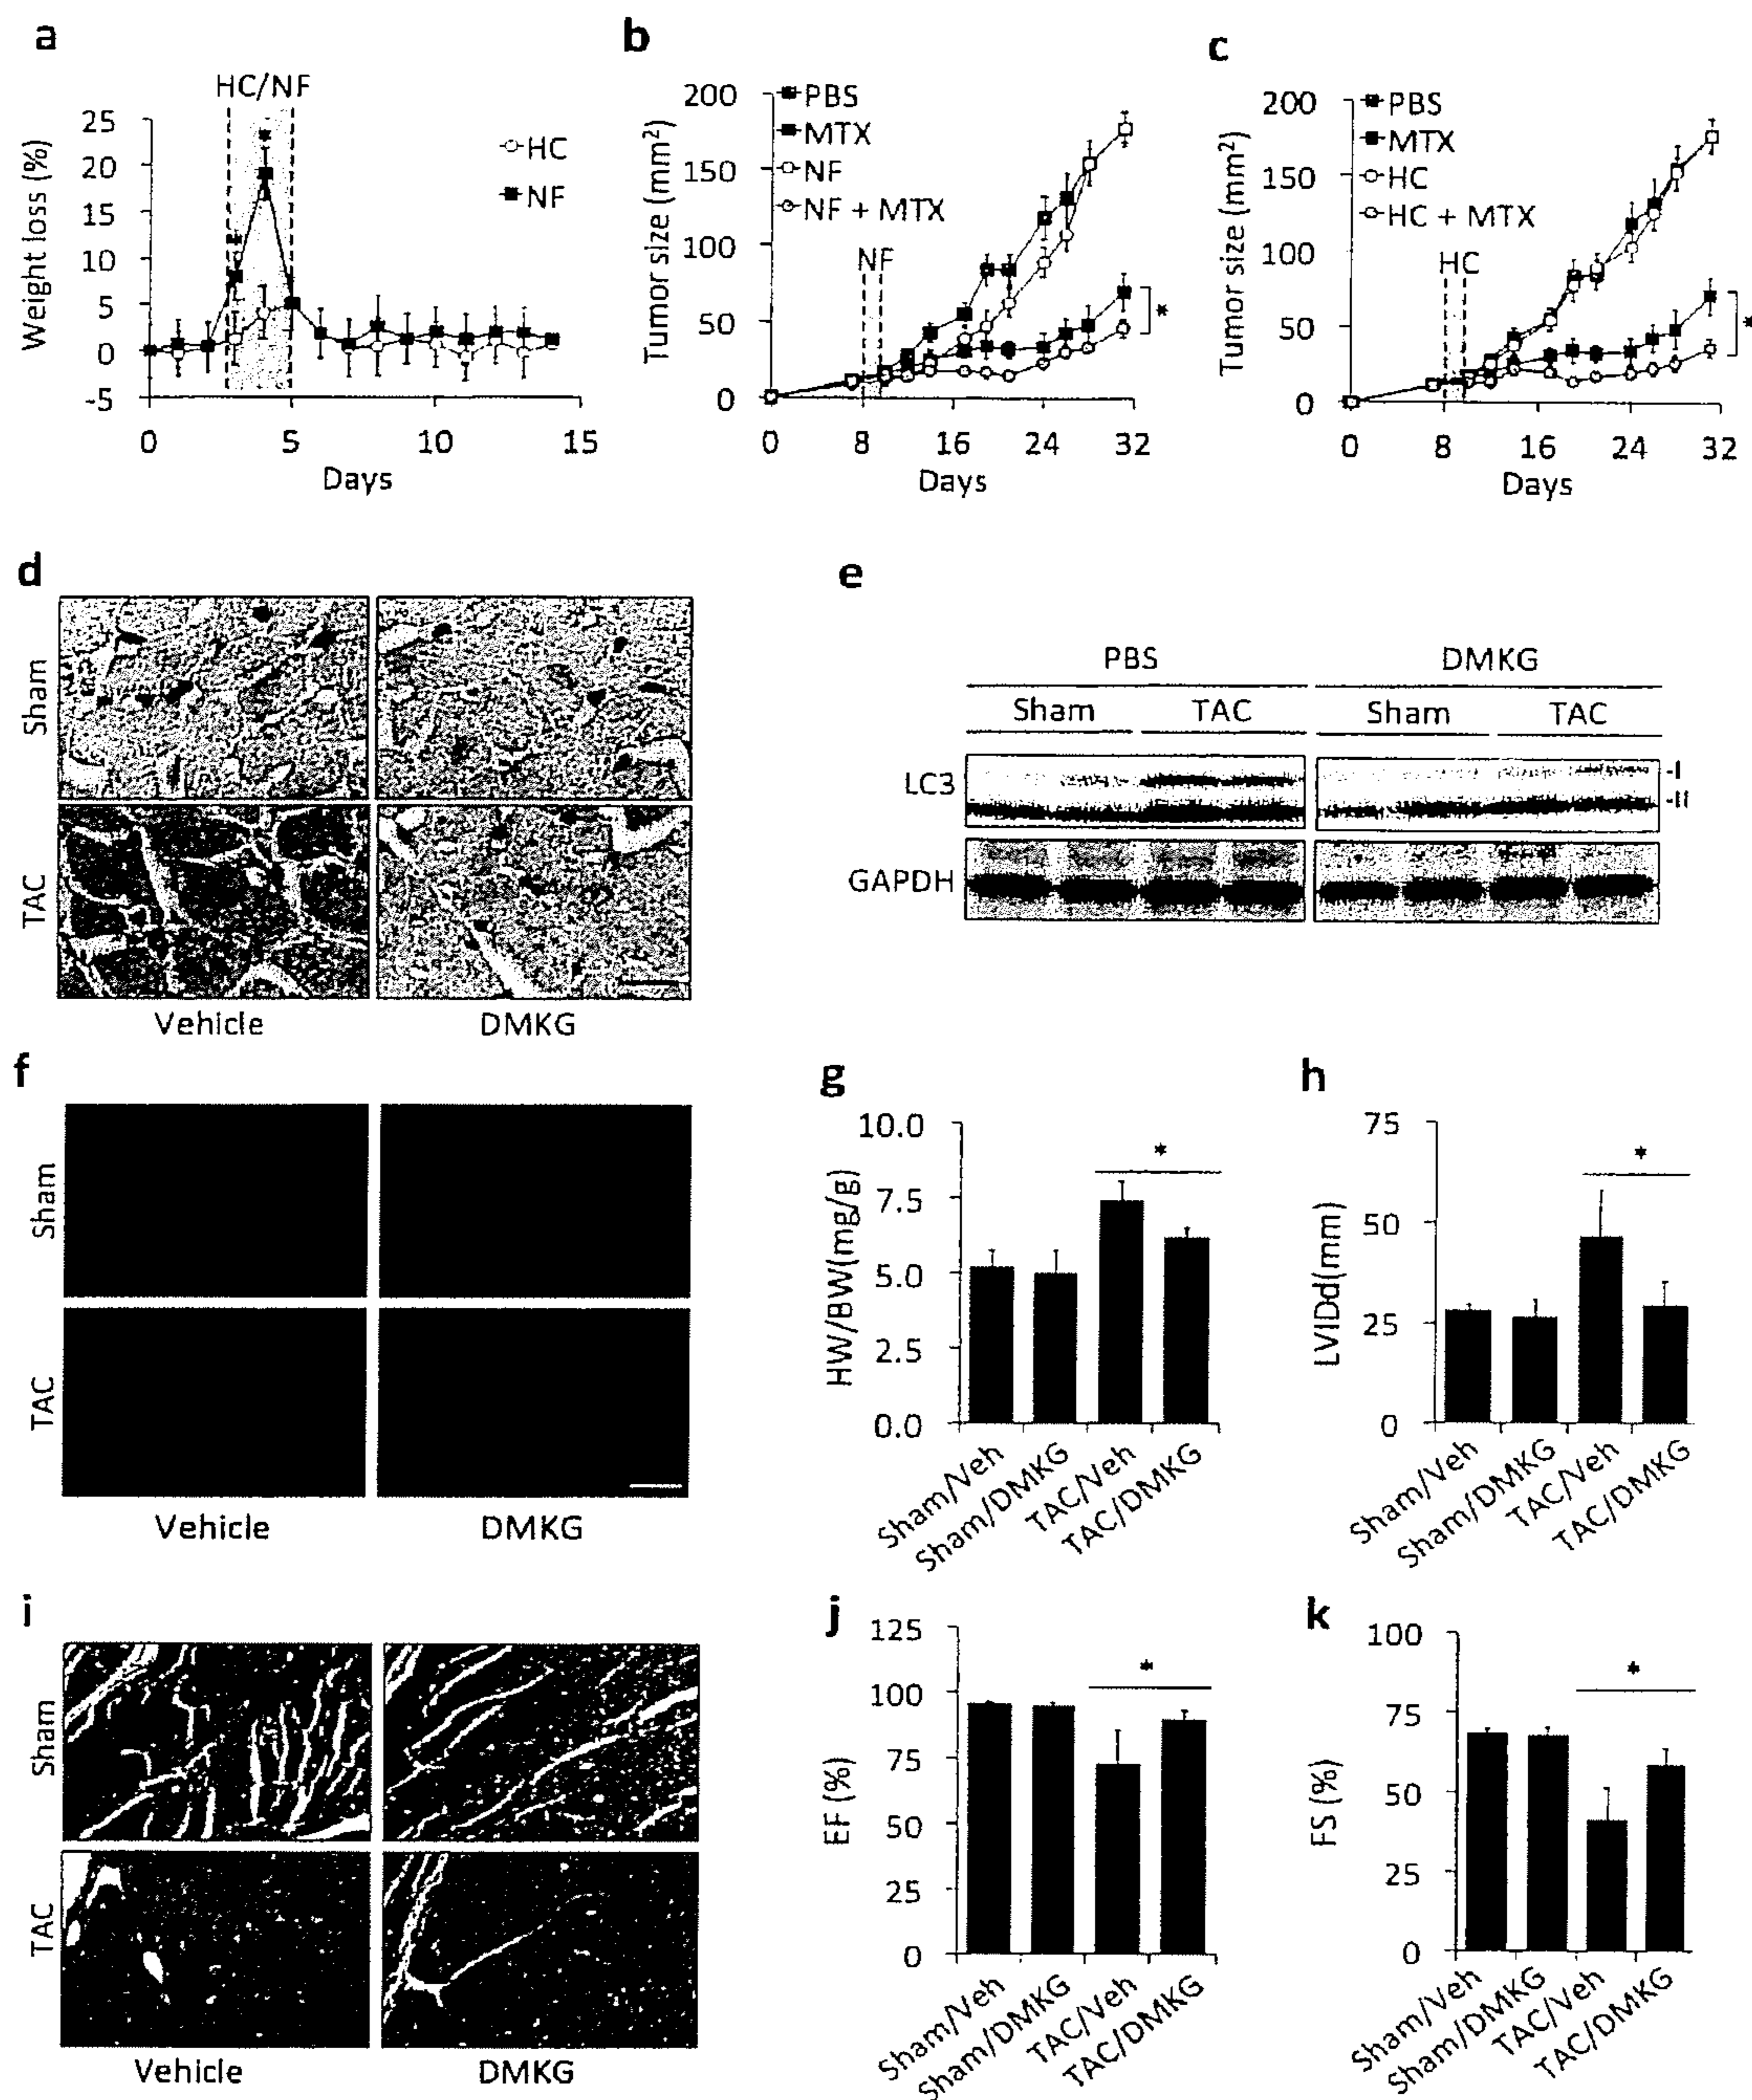 a
HC/NF
Weight loss (%)
25
20
15
10
5
0
-5
*
*
HC
NF
0 5 10 15
Days
b
Tumor size (mm²)
200
150
100
50
0
PBS
MTX
NF
NF + MTX
NF
*
0 8 16 24 32
Days
c
Tumor size (mm²)
200
150
100
50
0
PBS
MTX
HC
HC + MTX
HC
*
0 8 16 24 32
Days
d
Sham
TAC
Vehicle DMKG
e
PBS DMKG
Sham TAC Sham TAC
LC3
-I
-II
GAPDH
f
Sham
TAC
Vehicle DMKG
g
HW/BW(mg/g)
10.0
7.5
5.0
2.5
0.0
*
Sham/Veh
Sham/DMKG
TAC/Veh
TAC/DMKG
h
LVIDd(mm)
75
50
25
0
*
Sham/Veh
Sham/DMKG
TAC/Veh
TAC/DMKG
i
Sham
TAC
Vehicle DMKG
j
EF (%)
125
100
75
50
25
0
*
Sham/Veh
Sham/DMKG
TAC/Veh
TAC/DMKG
k
FS (%)
100
75
50
25
0
*
Sham/Veh
Sham/DMKG
TAC/Veh
TAC/DMKG